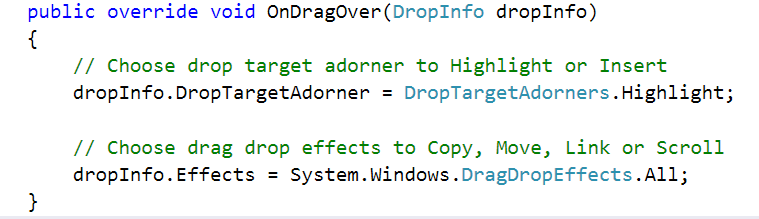 public override void OnDragOver(DropInfo dropInfo)
{
    // Choose drop target adorner to Highlight or Insert
    dropInfo.DropTargetAdorner = DropTargetAdorners.Highlight;

    // Choose drag drop effects to Copy, Move, Link or Scroll
    dropInfo.Effects = System.Windows.DragDropEffects.All;
}